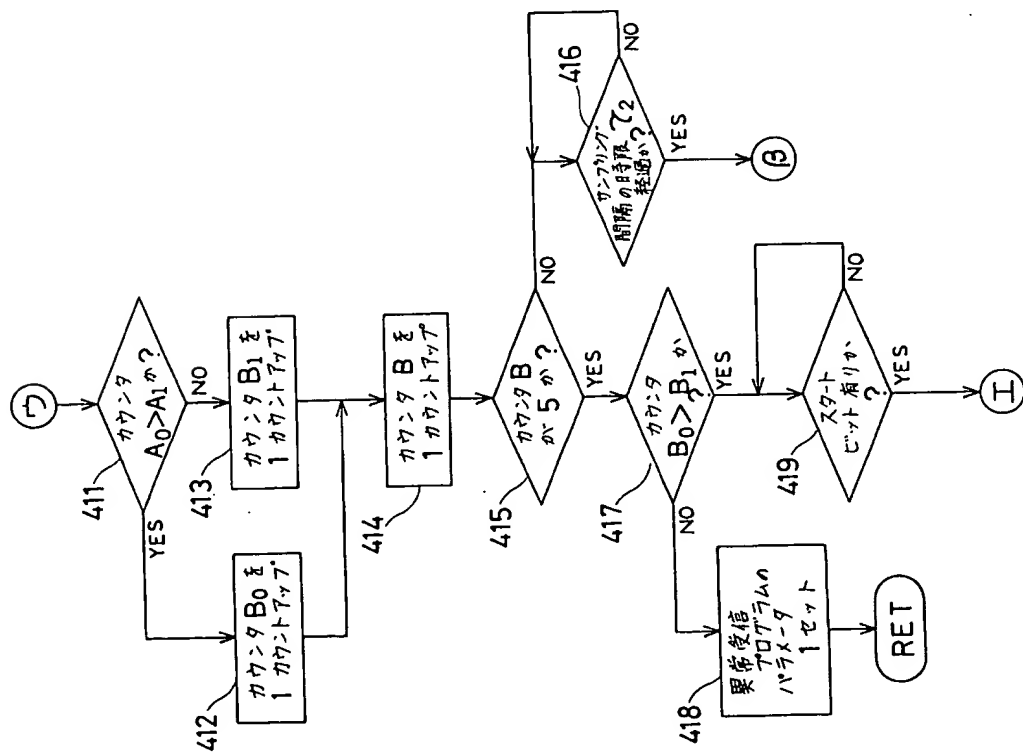 ウ
411
カウンタ
A0>A1か?
YES
NO
412
カウンタB0を
1カウントアップ
413
カウンタB1を
1カウントアップ
414
カウンタBを
1カウントアップ
415
カウンタB
が5か?
NO
YES
416
サンプリング
間隔の時限τ2
経過か?
NO
YES
β
417
カウンタ
B0>B1か
?
NO
YES
418
異常受信
プログラムの
パラメータ
1セット
RET
419
スタート
ビット有りか
?
NO
YES
エ